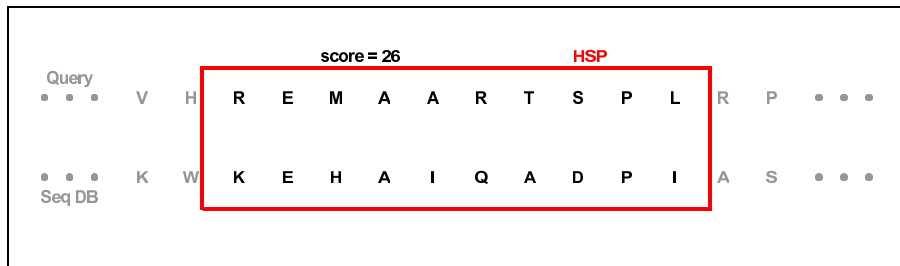 score = 26 HSP
Query
• • • V H R E M A A R T S P L R P • • •
• • • K W K E H A I Q A D P I A S • • •
Seq DB